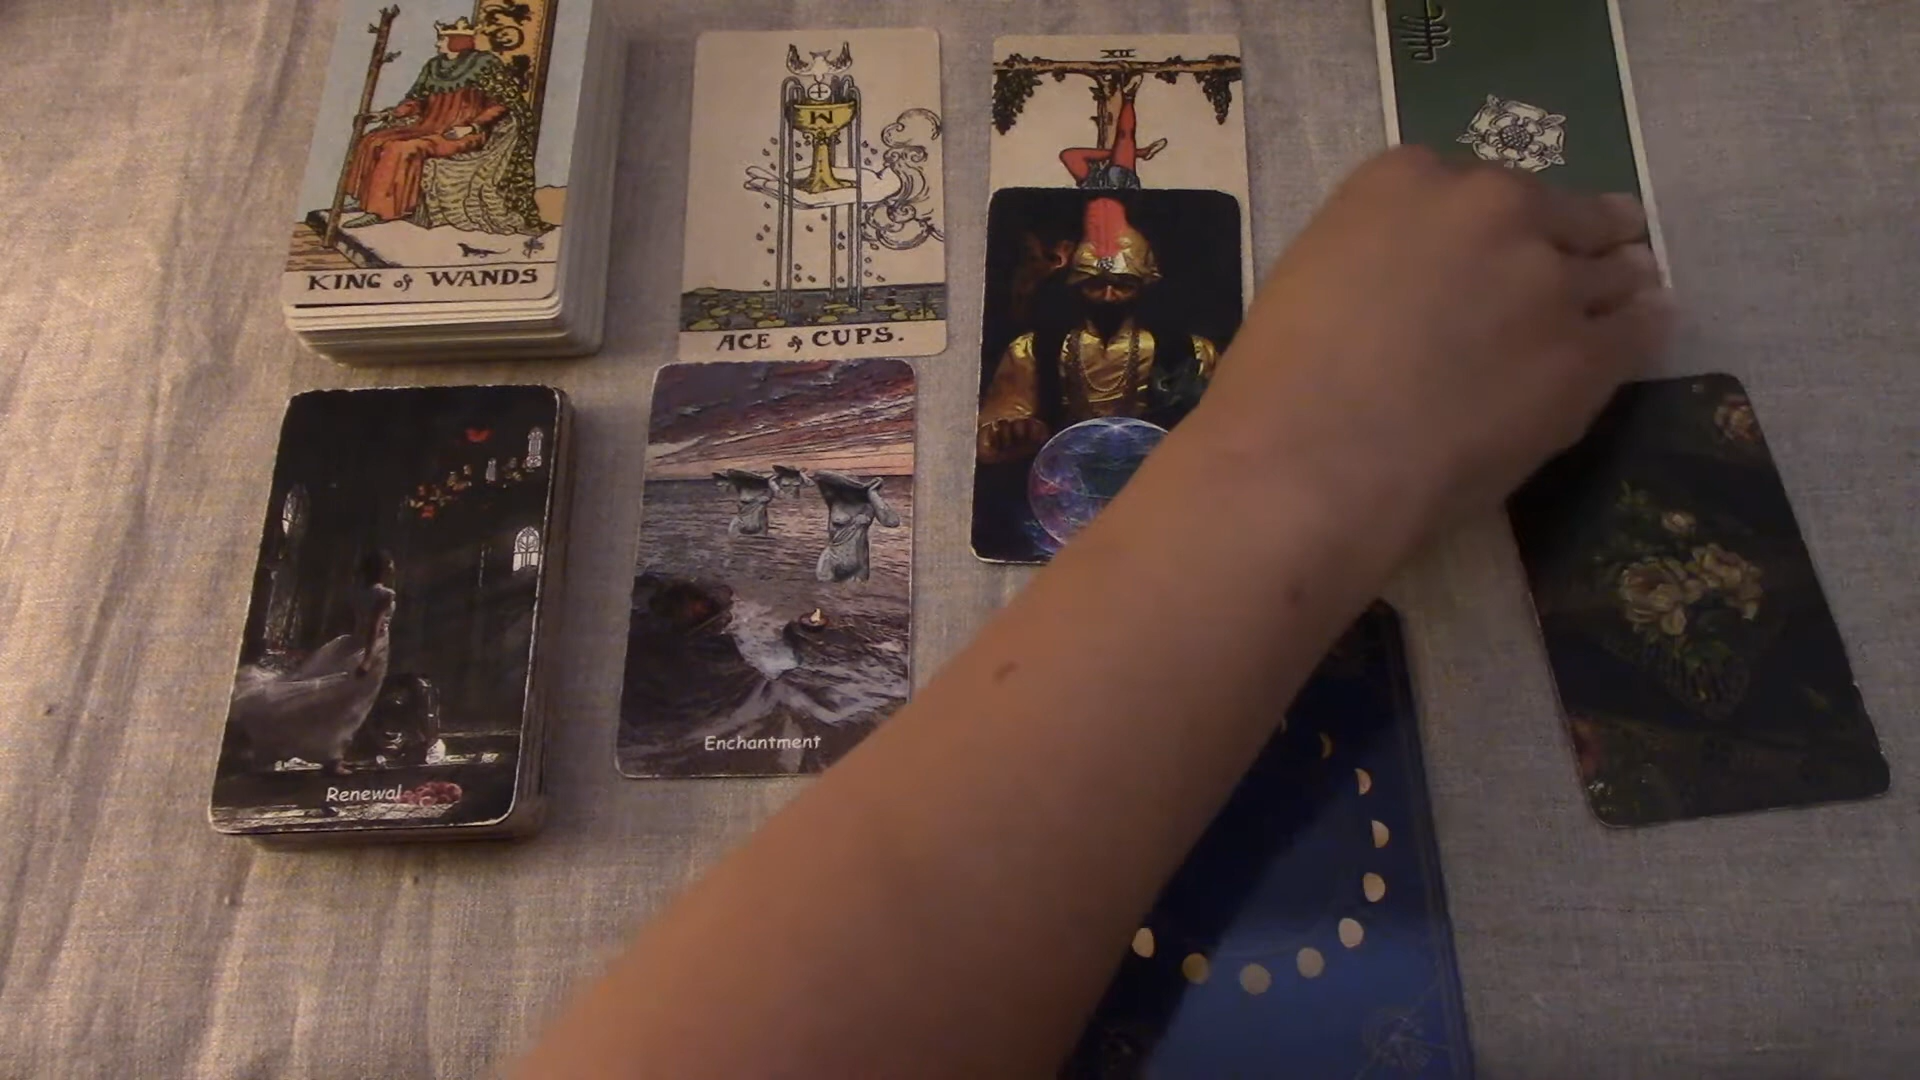 KING of WANDS
ACE of CUPS.
XII
Renewal
Enchantment